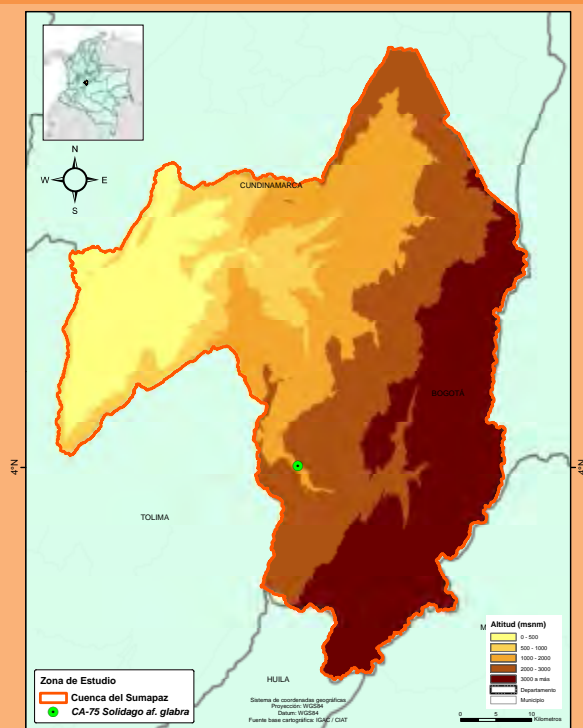 N
W E
S
CUNDINAMARCA
BOGOTÁ
4°N
4°N
TOLIMA
M
HUILA
Altitud (msnm)
0 - 500
500 - 1000
1000 - 2000
2000 - 3000
3000 a más
Departamento
Municipio
0 5 10
Kilometros
Zona de Estudio
Cuenca del Sumapaz
CA-75 Solidago af. glabra
Sistema de coordenadas geográficas
Proyección: WGS84
Datum: WGS84
Fuente base cartográfica: IGAC / CIAT